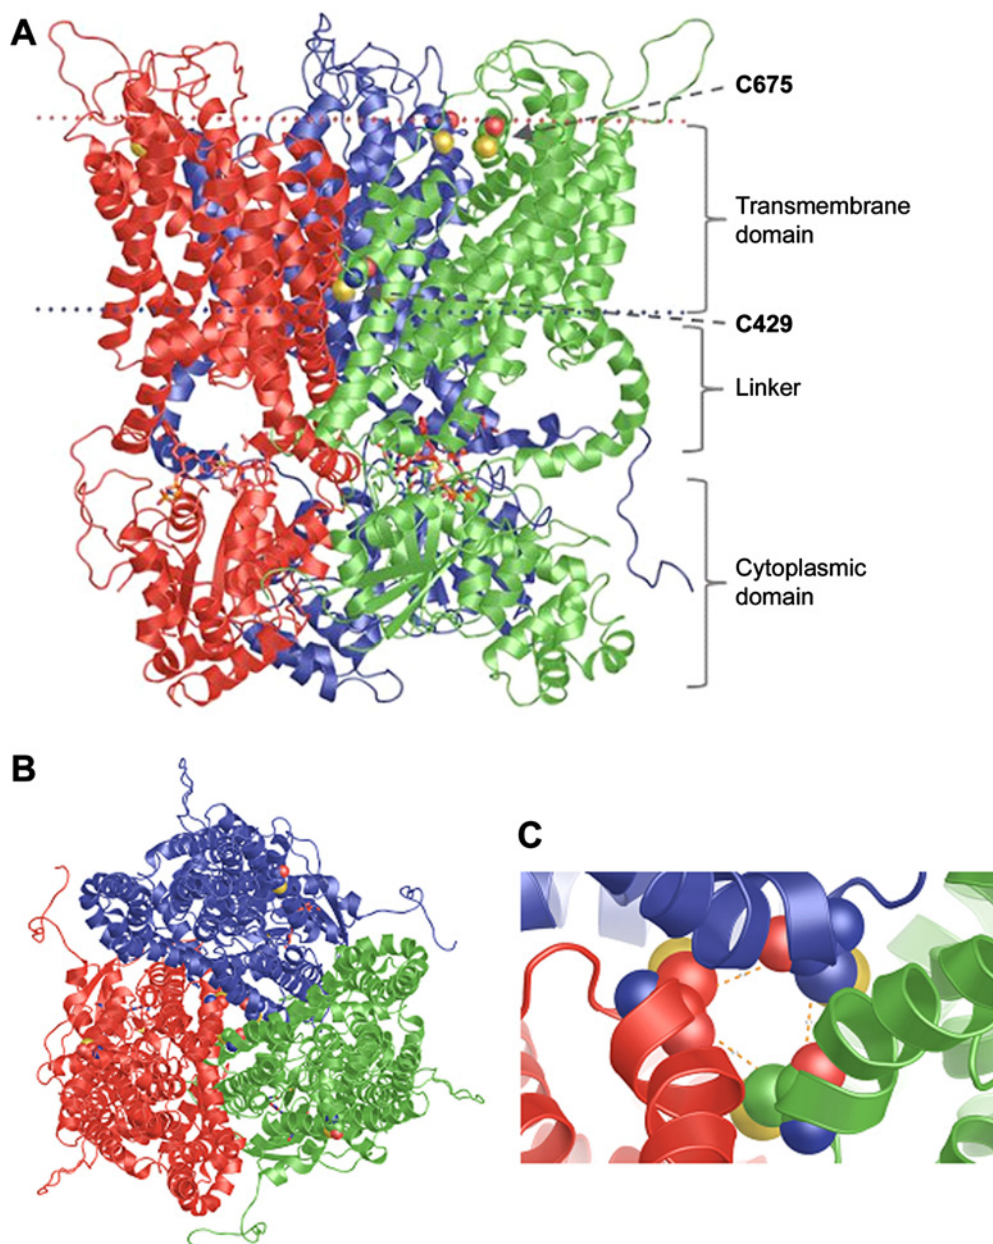 A
C675
Transmembrane
domain
C429
Linker
Cytoplasmic
domain
B
C